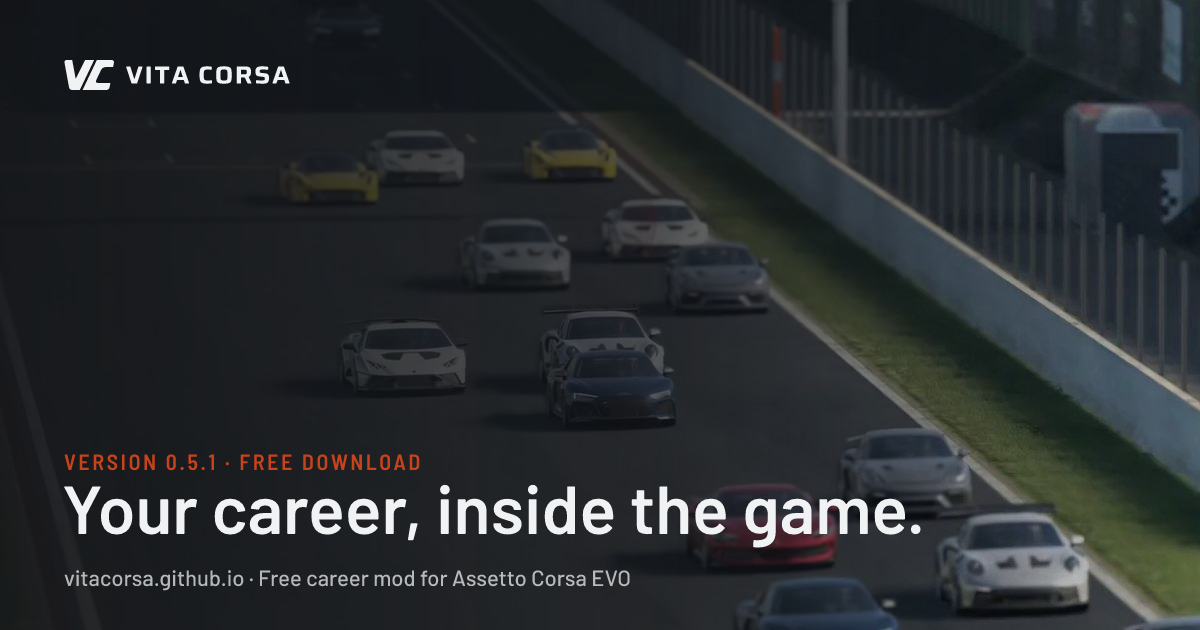 VC VITA CORSA
VERSION 0.5.1 · FREE DOWNLOAD
Your career, inside the game.
vitacorsa.github.io · Free career mod for Assetto Corsa EVO